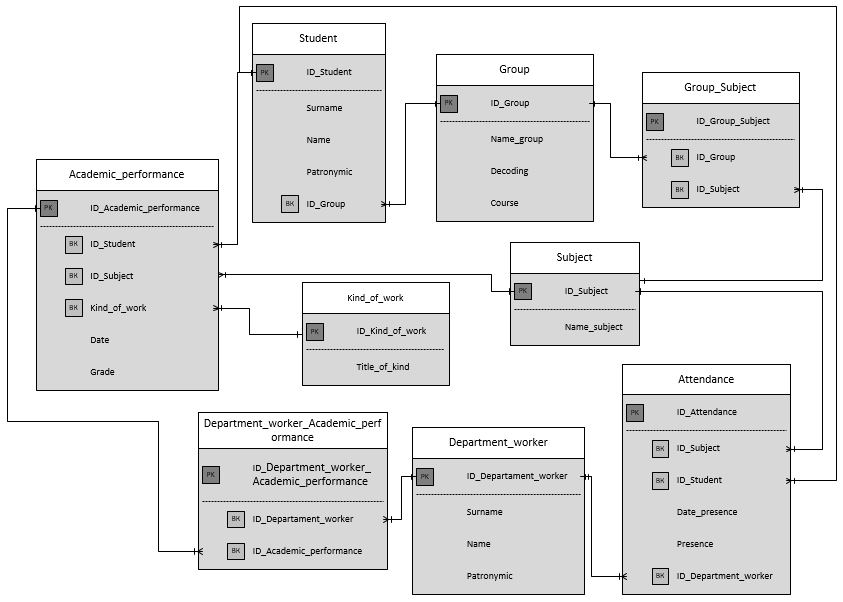 Student
PK ID_Student
Surname
Name
Patronymic
BK ID_Group
Group
PK ID_Group
Name_group
Decoding
Course
Group_Subject
PK ID_Group_Subject
BK ID_Group
BK ID_Subject
Academic_performance
PK ID_Academic_performance
BK ID_Student
BK ID_Subject
BK Kind_of_work
Date
Grade
Kind_of_work
PK ID_Kind_of_work
Title_of_kind
Subject
PK ID_Subject
Name_subject
Attendance
PK ID_Attendance
BK ID_Subject
BK ID_Student
Date_presence
Presence
BK ID_Department_worker
Department_worker_Academic_perf
ormance
PK ID_Department_worker_
Academic_performance
BK ID_Departament_worker
BK ID_Academic_performance
Department_worker
PK ID_Departament_worker
Surname
Name
Patronymic